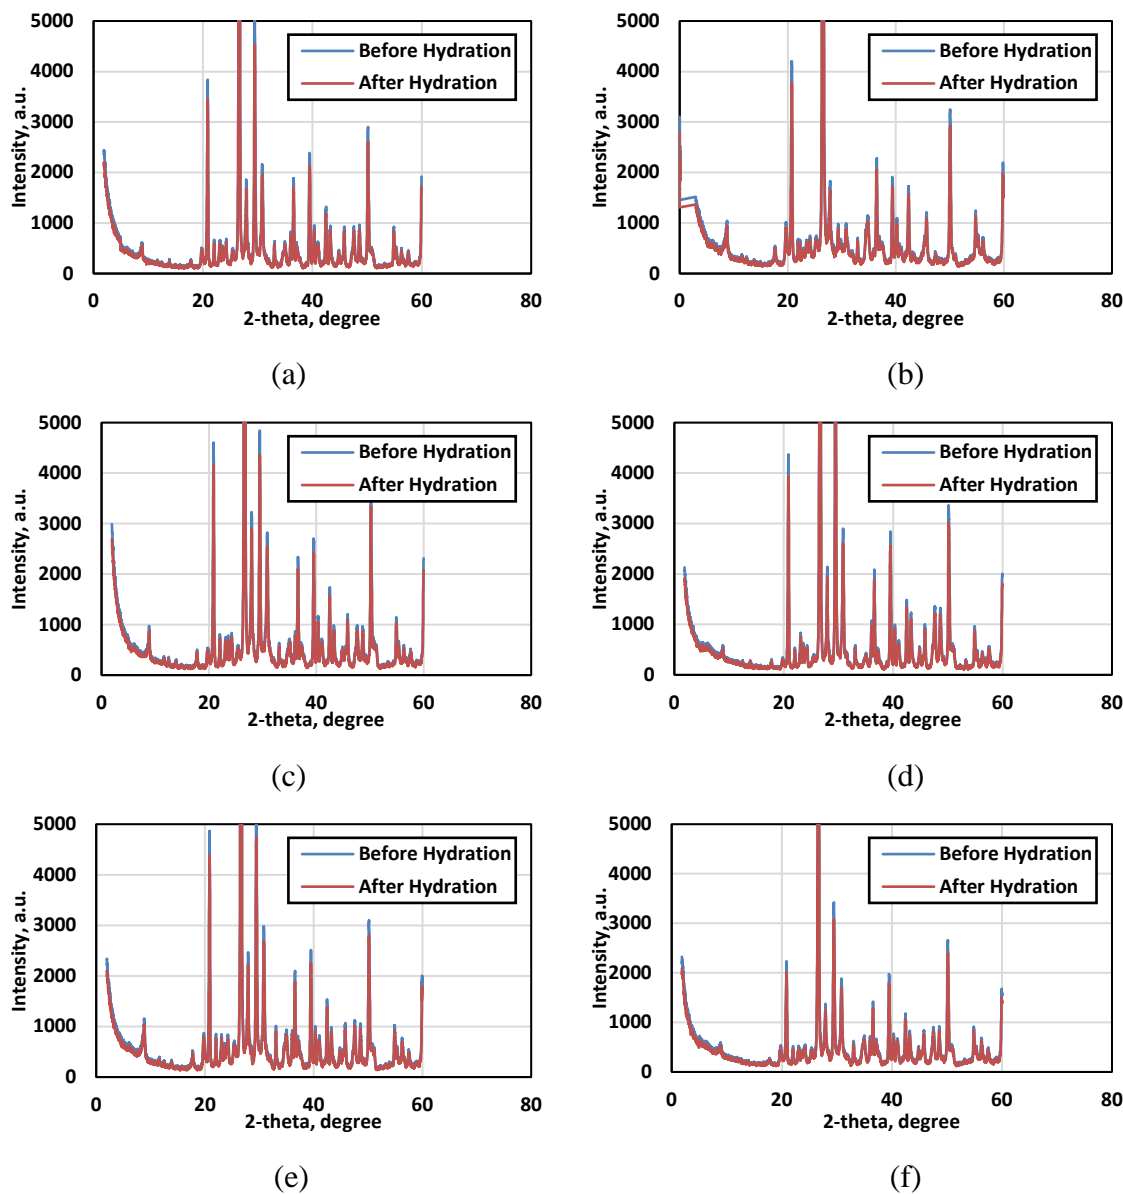 5000
4000
3000
2000
1000
0
Intensity, a.u.
Before Hydration
After Hydration
0 20 40 60 80
2-theta, degree
(a)
5000
4000
3000
2000
1000
0
Intensity, a.u.
Before Hydration
After Hydration
0 20 40 60 80
2-theta, degree
(b)
5000
4000
3000
2000
1000
0
Intensity, a.u.
Before Hydration
After Hydration
0 20 40 60 80
2-theta, degree
(c)
5000
4000
3000
2000
1000
0
Intensity, a.u.
Before Hydration
After Hydration
0 20 40 60 80
2-theta, degree
(d)
5000
4000
3000
2000
1000
0
Intensity, a.u.
Before Hydration
After Hydration
0 20 40 60 80
2-theta, degree
(e)
5000
4000
3000
2000
1000
0
Intensity, a.u.
Before Hydration
After Hydration
0 20 40 60 80
2-theta, degree
(f)